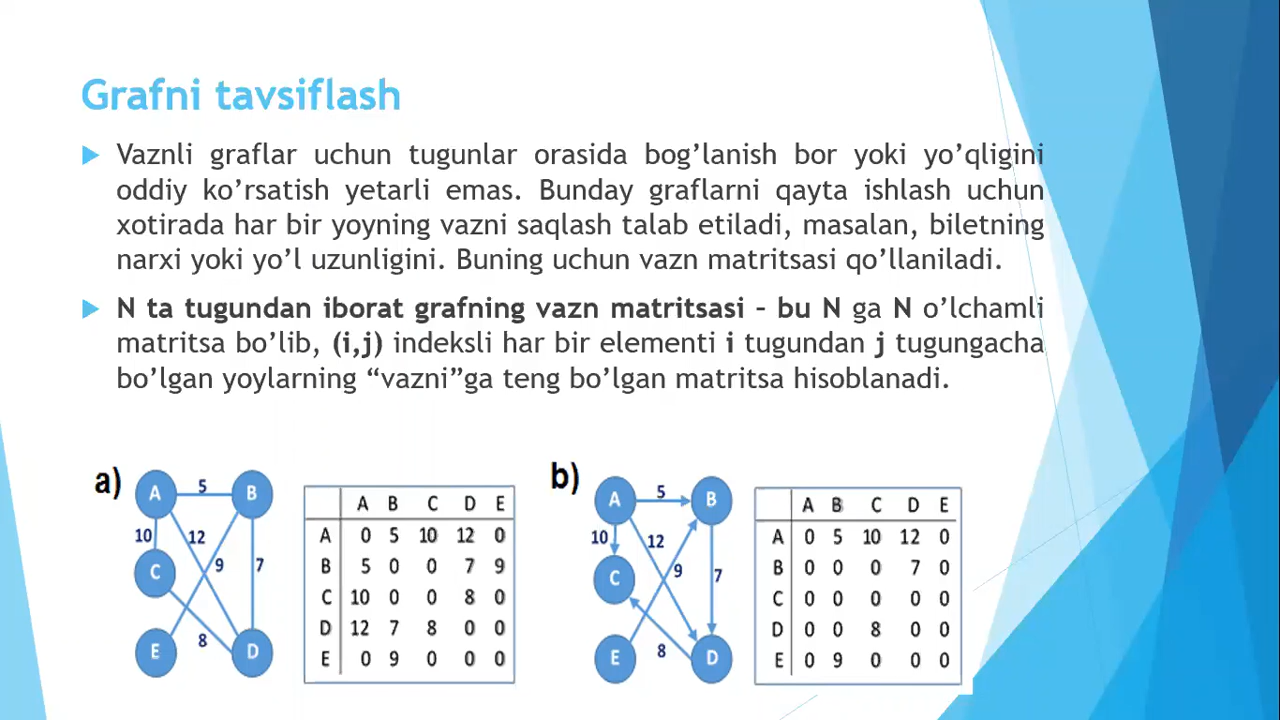 Grafni tavsiflash
Vaznli graflar uchun tugunlar orasida bog’lanish bor yoki yo’qligini
oddiy ko’rsatish yetarli emas. Bunday graflarni qayta ishlash uchun
xotirada har bir yoyning vazni saqlash talab etiladi, masalan, biletning
narxi yoki yo’l uzunligini. Buning uchun vazn matritsasi qo’llaniladi.
N ta tugundan iborat grafning vazn matritsasi – bu N ga N o’lchamli
matritsa bo’lib, (i,j) indeksli har bir elementi i tugundan j tugungacha
bo’lgan yoylarning “vazni”ga teng bo’lgan matritsa hisoblanadi.
a)
A 5 B
10 12
C 9 7
8
E D
A B C D E
A 0 5 10 12 0
B 5 0 0 7 9
C 10 0 0 8 0
D 12 7 8 0 0
E 0 9 0 0 0
b)
A 5 B
10 12
C 9 7
8
E D
A B C D E
A 0 5 10 12 0
B 0 0 0 7 0
C 0 0 0 0 0
D 0 0 8 0 0
E 0 9 0 0 0